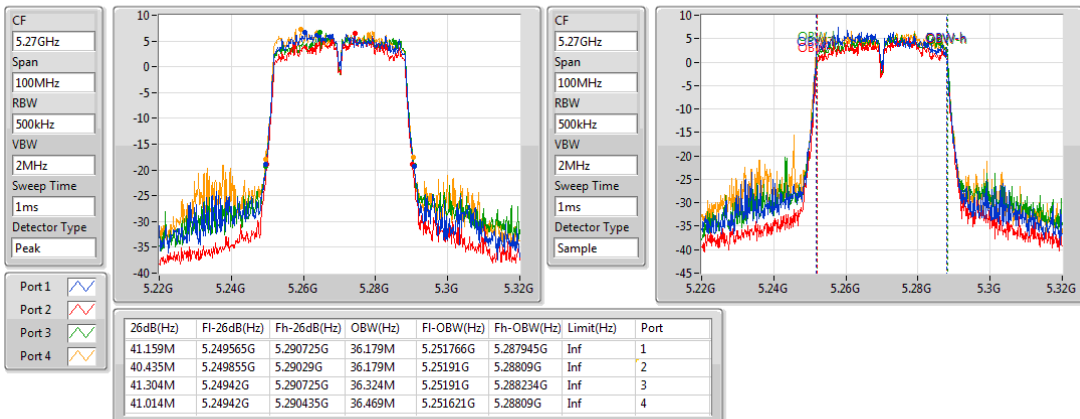 CF
5.27GHz
Span
100MHz
RBW
500kHz
VBW
2MHz
Sweep Time
1ms
Detector Type
Peak
10
5
0
-5
-10
-15
-20
-25
-30
-35
-40
5.22G 5.24G 5.26G 5.28G 5.3G 5.32G
CF
5.27GHz
Span
100MHz
RBW
500kHz
VBW
2MHz
Sweep Time
1ms
Detector Type
Sample
10
5
0
-5
-10
-15
-20
-25
-30
-35
-40
-45
OBW-h
5.22G 5.24G 5.26G 5.28G 5.3G 5.32G
Port 1
Port 2
Port 3
Port 4
26dB(Hz) Fl-26dB(Hz) Fh-26dB(Hz) OBW(Hz) Fl-OBW(Hz) Fh-OBW(Hz) Limit(Hz) Port
41.159M 5.249565G 5.290725G 36.179M 5.251766G 5.287945G Inf 1
40.435M 5.249855G 5.29029G 36.179M 5.25191G 5.28809G Inf 2
41.304M 5.24942G 5.290725G 36.324M 5.25191G 5.288234G Inf 3
41.014M 5.24942G 5.290435G 36.469M 5.251621G 5.28809G Inf 4